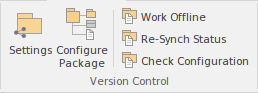 Settings
Configure
Package
Work Offline
Re-Synch Status
Check Configuration
Version Control